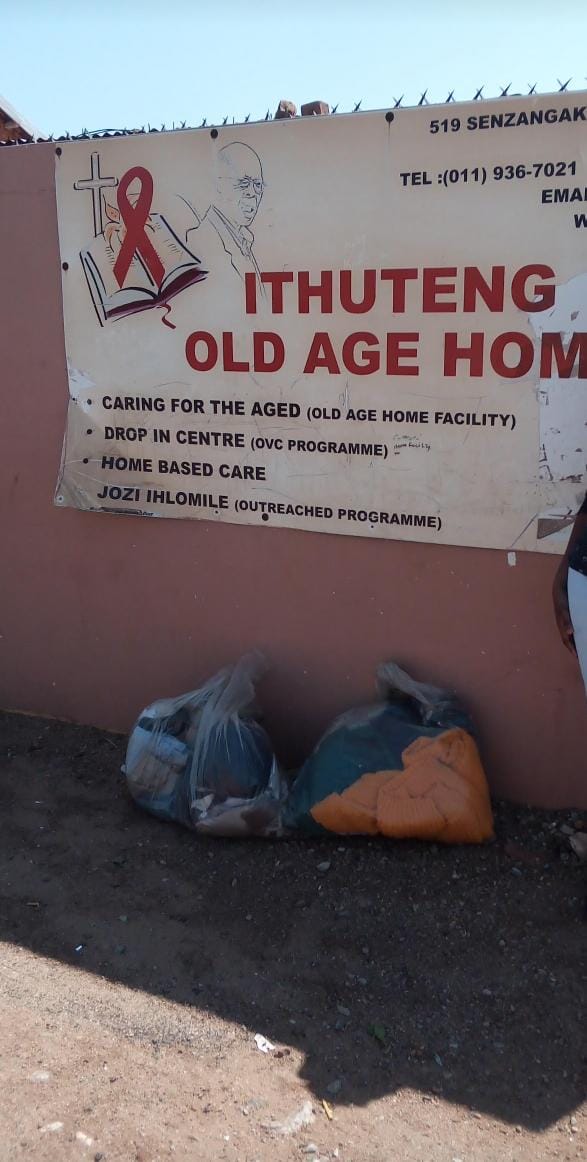 519 SENZANGAK
TEL :(011) 936-7021
EMAI
W
ITHUTENG
OLD AGE HOM
• CARING FOR THE AGED (OLD AGE HOME FACILITY)
• DROP IN CENTRE (OVC PROGRAMME)
• HOME BASED CARE
JOZI IHLOMILE (OUTREACHED PROGRAMME)